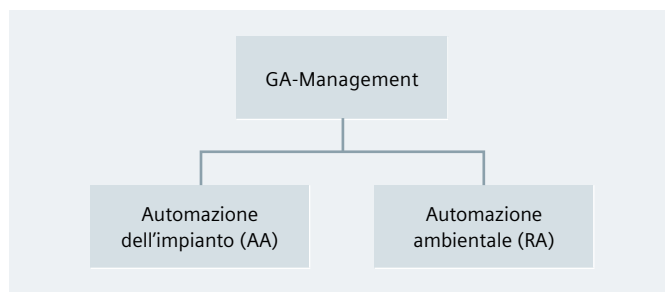 GA-Management
Automazione
dell'impianto (AA)
Automazione
ambientale (RA)